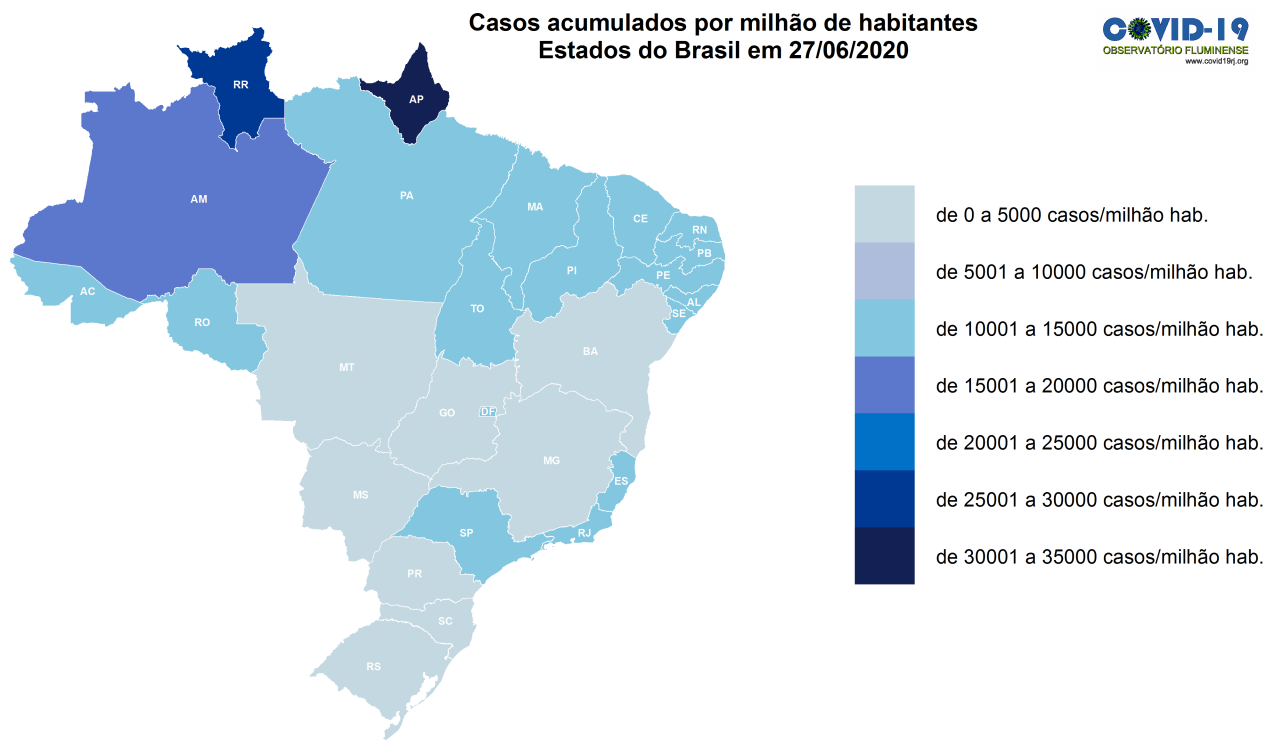 Casos acumulados por milhão de habitantes
Estados do Brasil em 27/06/2020
COVID-19
OBSERVATÓRIO FLUMINENSE
www.covid19rj.org
RR
AP
AM
PA
MA
CE
RN
PB
PI
PE
AC
AL
TO
SE
RO
BA
MT
GO
DF
MG
ES
MS
SP
RJ
PR
SC
RS
de 0 a 5000 casos/milhão hab.
de 5001 a 10000 casos/milhão hab.
de 10001 a 15000 casos/milhão hab.
de 15001 a 20000 casos/milhão hab.
de 20001 a 25000 casos/milhão hab.
de 25001 a 30000 casos/milhão hab.
de 30001 a 35000 casos/milhão hab.